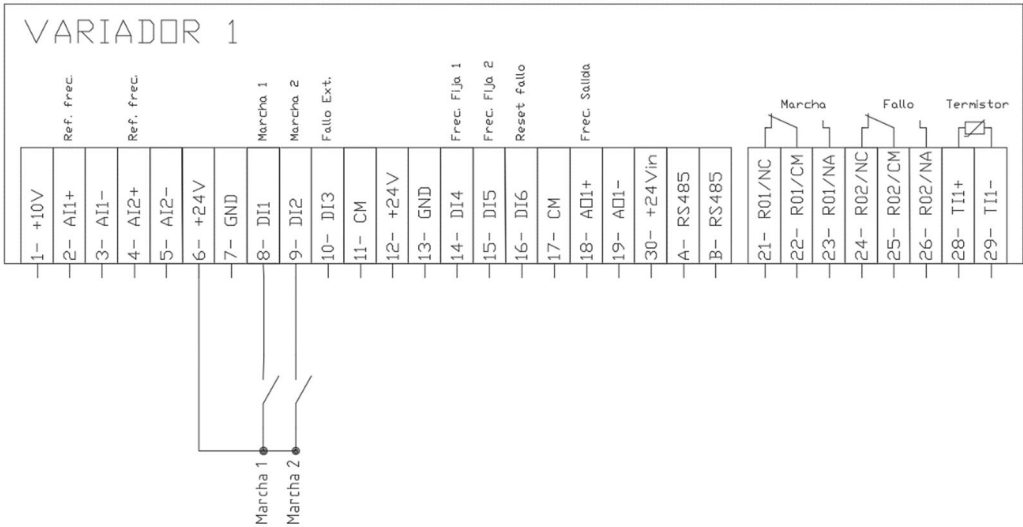 VARIADOR 1
Ref. frec.
Ref. frec.
Marcha 1
Marcha 2
Fallo Ext.
Frec. Fija 1
Frec. Fija 2
Reset fallo
Frec. Salida
Marcha
Fallo
Termistor
1- +10V
2- AI1+
3- AI1-
4- AI2+
5- AI2-
6- +24V
7- GND
8- DI1
9- DI2
10- DI3
11- CM
12- +24V
13- GND
14- DI4
15- DI5
16- DI6
17- CM
18- AO1+
19- AO1-
30- +24Vin
A- RS485
B- RS485
21- RO1/NC
22- RO1/CM
23- RO1/NA
24- RO2/NC
25- RO2/CM
26- RO2/NA
28- TI1+
29- TI1-
Marcha 1
Marcha 2